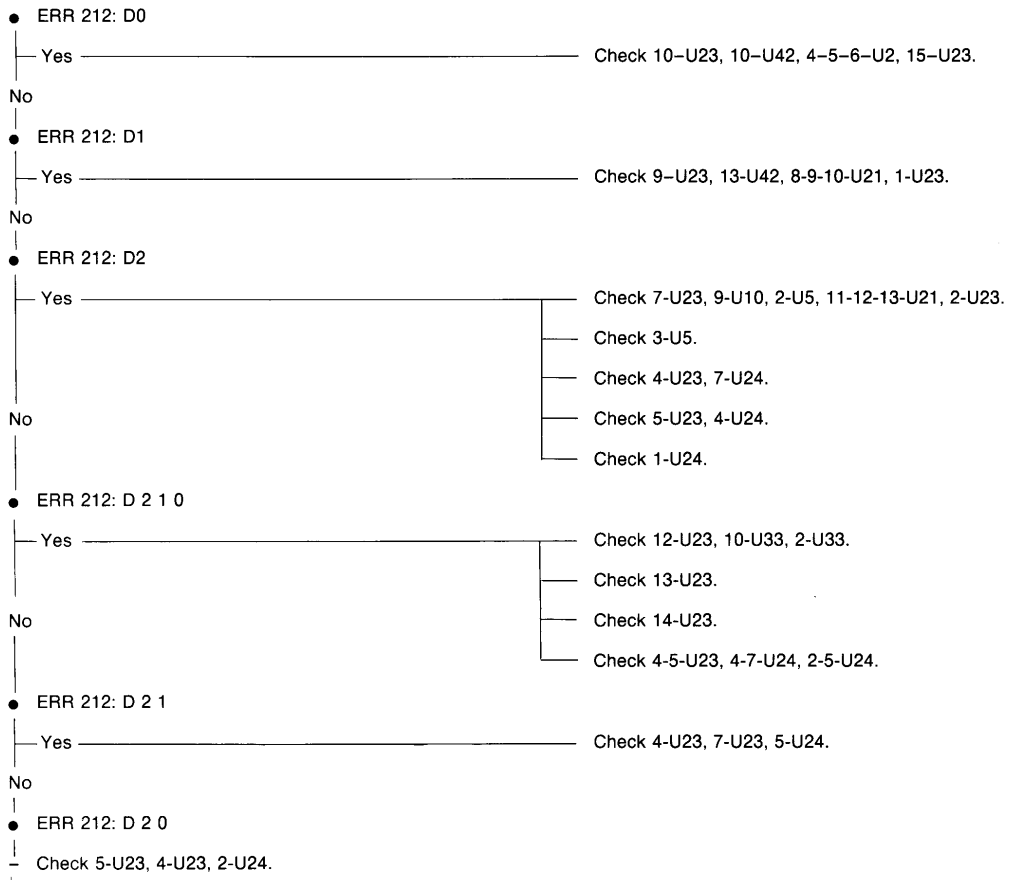 ERR 212: D0
Yes Check 10–U23, 10–U42, 4–5–6–U2, 15–U23.
No
ERR 212: D1
Yes Check 9–U23, 13-U42, 8-9-10-U21, 1-U23.
No
ERR 212: D2
Yes Check 7-U23, 9-U10, 2-U5, 11-12-13-U21, 2-U23.
Check 3-U5.
Check 4-U23, 7-U24.
No Check 5-U23, 4-U24.
Check 1-U24.
ERR 212: D 2 1 0
Yes Check 12-U23, 10-U33, 2-U33.
Check 13-U23.
No Check 14-U23.
Check 4-5-U23, 4-7-U24, 2-5-U24.
ERR 212: D 2 1
Yes Check 4-U23, 7-U23, 5-U24.
No
ERR 212: D 2 0
Check 5-U23, 4-U23, 2-U24.